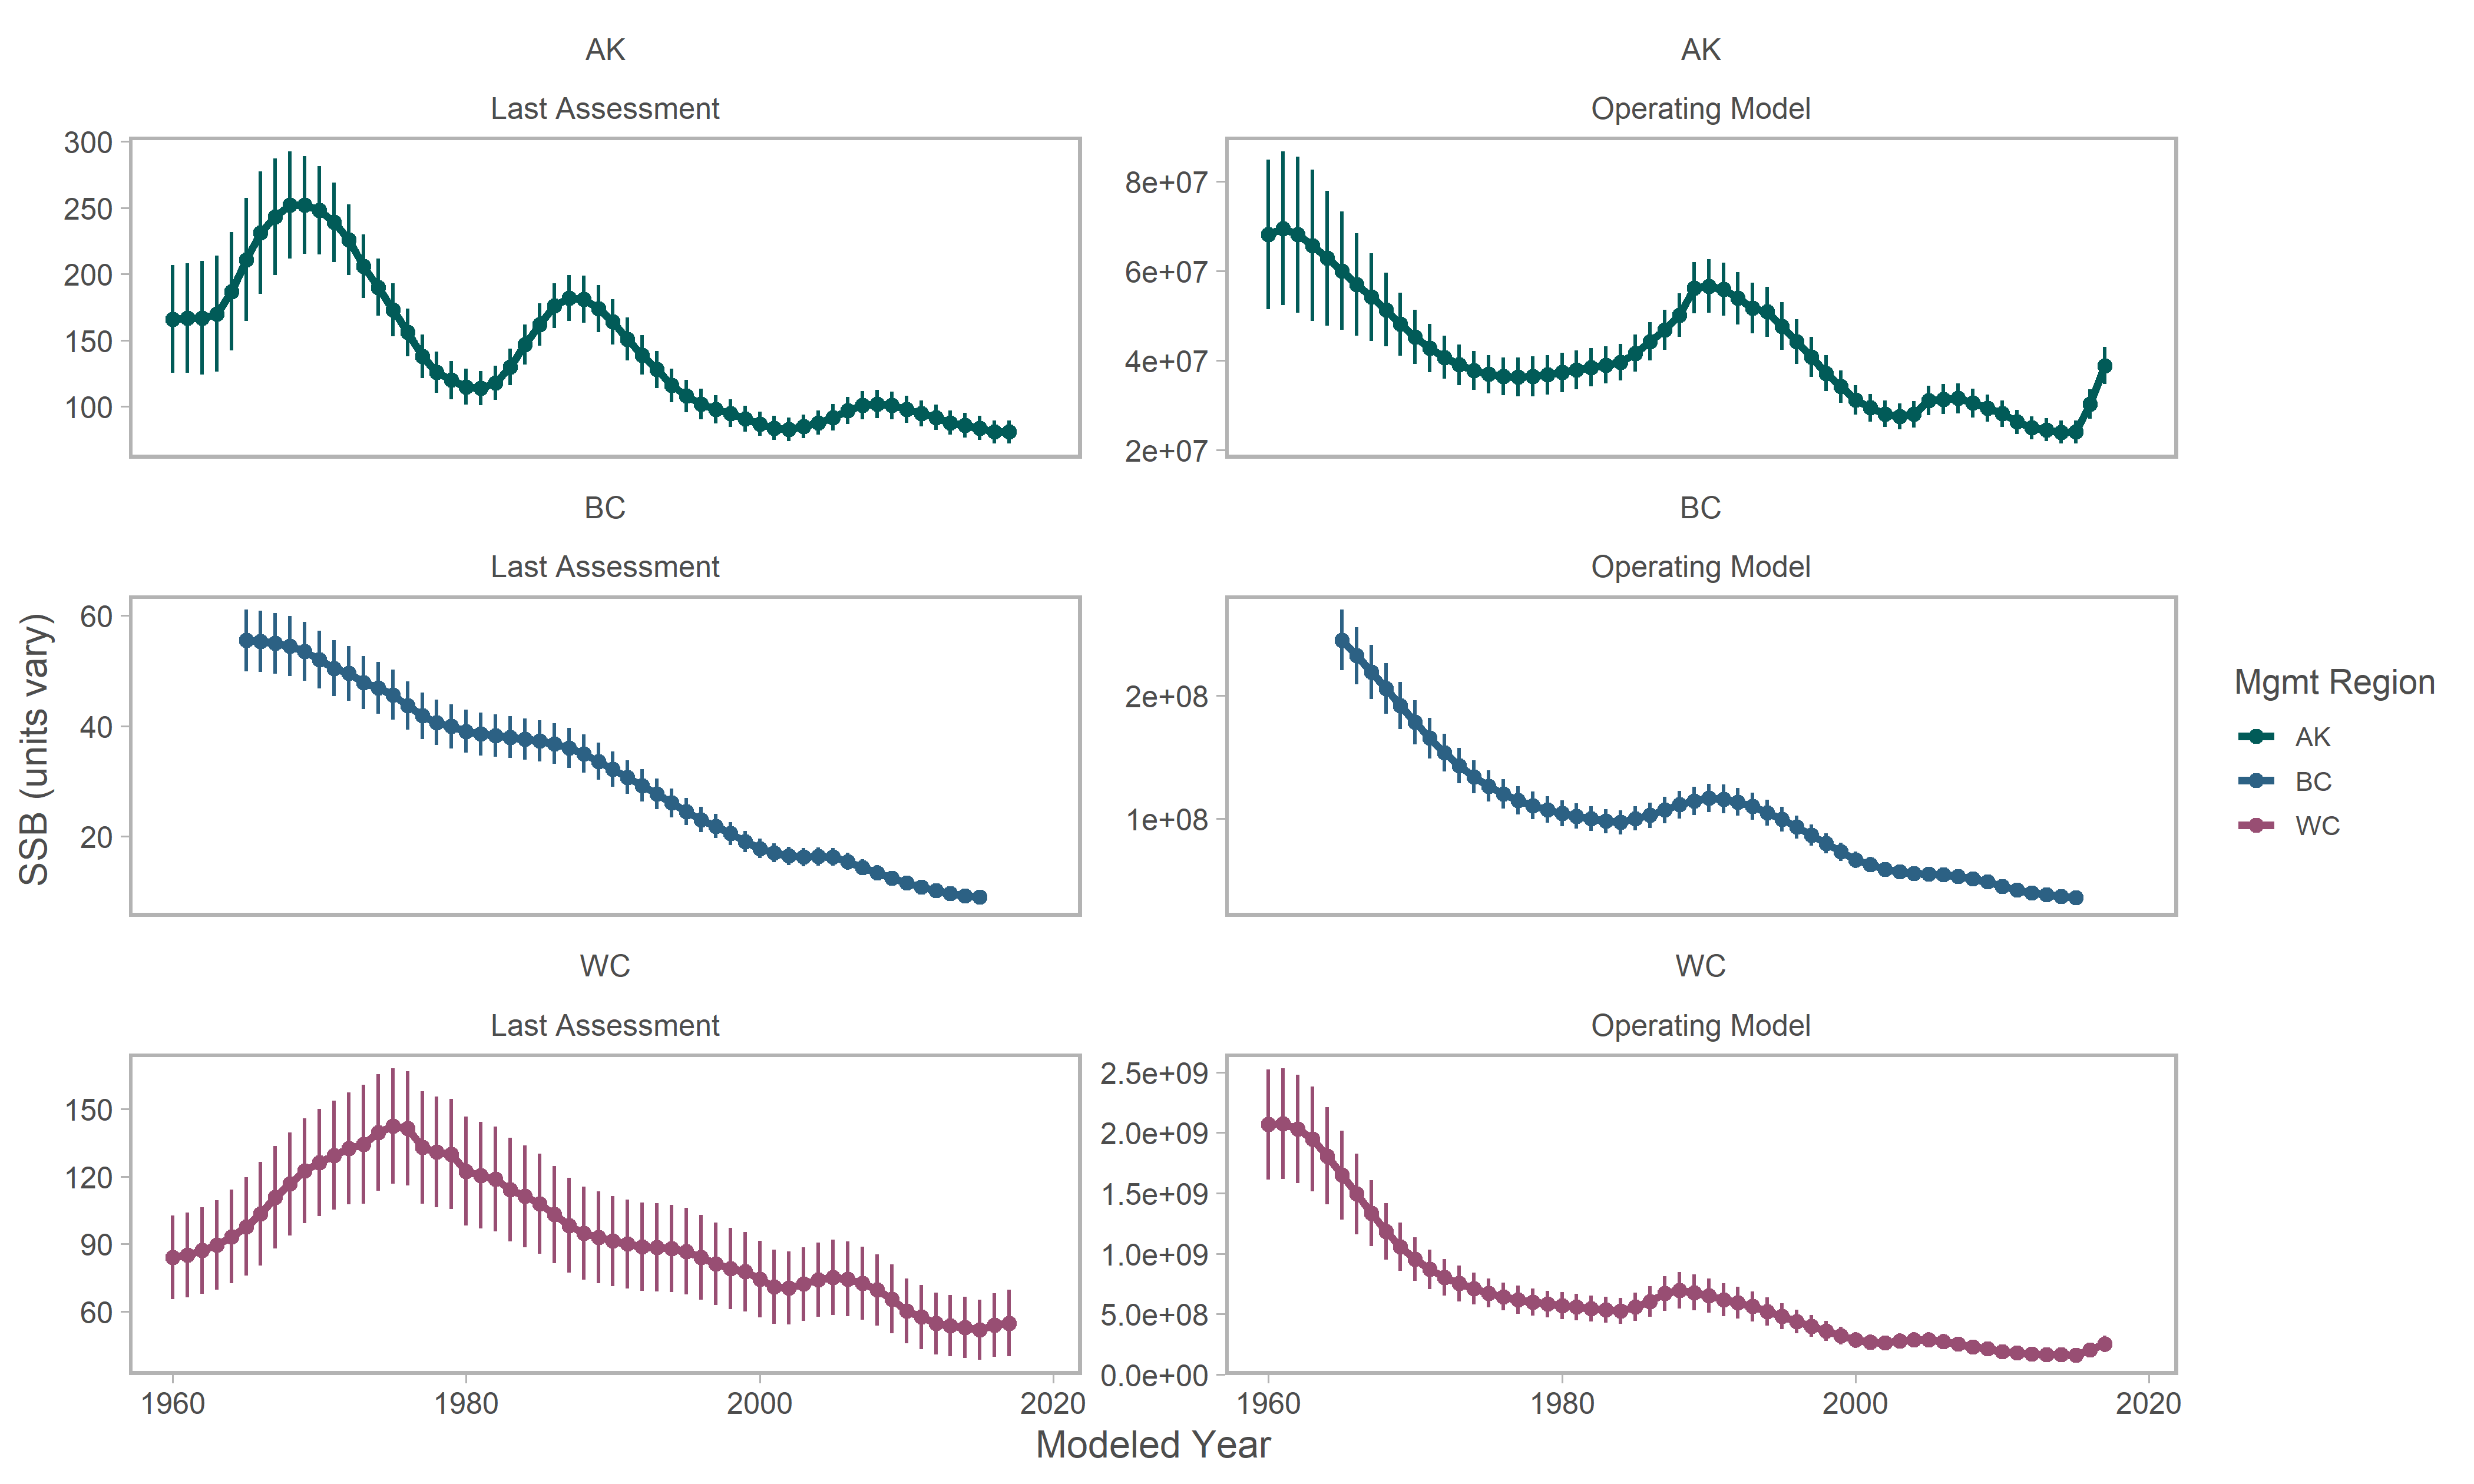 AK
Last Assessment
300
250
200
150
100
AK
Operating Model
8e+07
6e+07
4e+07
2e+07
BC
Last Assessment
60
40
20
BC
Operating Model
2e+08
1e+08
WC
Last Assessment
150
120
90
60
1960 1980 2000 2020
WC
Operating Model
2.5e+09
2.0e+09
1.5e+09
1.0e+09
5.0e+08
0.0e+00
1960 1980 2000 2020
SSB (units vary)
Modeled Year
Mgmt Region
AK
BC
WC